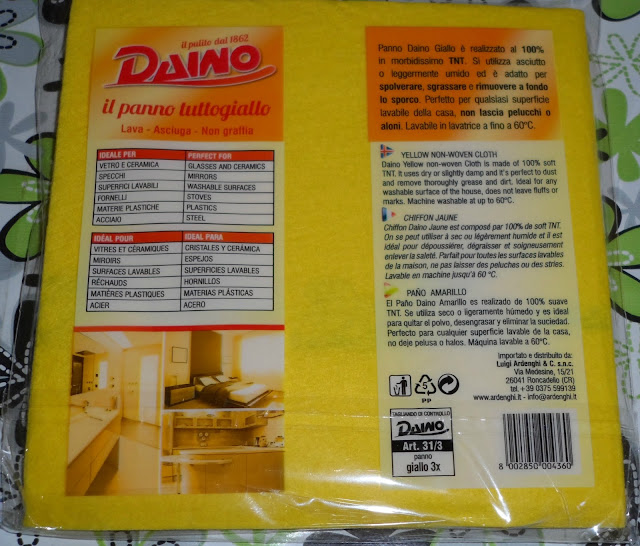 il pulito dal 1862
DAINO
il panno tuttogiallo
Lava - Asciuga - Non graffia
IDEALE PER PERFECT FOR
VETRO E CERAMICA GLASSES AND CERAMICS
SPECCHI MIRRORS
SUPERFICI LAVABILI WASHABLE SURFACES
FORNELLI STOVES
MATERIE PLASTICHE PLASTICS
ACCIAIO STEEL
IDÉAL POUR IDEAL PARA
VITRES ET CÉRAMIQUES CRISTALES Y CERÁMICA
MIROIRS ESPEJOS
SURFACES LAVABLES SUPERFICIES LAVABLES
RÉCHAUDS HORNILLOS
MATIÈRES PLASTIQUES MATERIAS PLÁSTICAS
ACIER ACERO
Panno Daino Giallo è realizzato al 100%
in morbidissimo TNT. Si utilizza asciutto
o leggermente umido ed è adatto per
spolverare, sgrassare e rimuovere a fondo
lo sporco. Perfetto per qualsiasi superficie
lavabile della casa, non lascia pelucchi o
aloni. Lavabile in lavatrice a fino a 60°C.
YELLOW NON-WOVEN CLOTH
Daino Yellow non-woven Cloth is made of 100% soft
TNT. It uses dry or slightly damp and it's perfect to dust
and remove thoroughly grease and dirt. Ideal for any
washable surface of the house, does not leave fluffs or
marks. Machine washable at up to 60°C.
CHIFFON JAUNE
Chiffon Daino Jaune est composé par 100% de soft TNT.
On se peut utiliser à sec ou légèrement humide et il est
idéal pour dépoussiérer, dégraisser et soigneusement
enlever la saleté. Parfait pour toutes les surfaces lavables
de la maison, ne pas laisser des peluches ou des stries.
Lavable en machine jusqu'à 60 °C.
PAÑO AMARILLO
El Paño Daino Amarillo es realizado de 100% suave
TNT. Se utiliza seco o ligeramente húmedo y es ideal
para quitar el polvo, desengrasar y eliminar la suciedad.
Perfecto para cualquier superficie lavable de la casa,
no deje pelusa o halos. Máquina lavable a 60°C.
Importato e distribuito da:
Luigi Ardenghi & C. s.n.c.
Via Medesine, 15/21
26041 Roncadello (CR)
tel. +39 0375 599139
www.ardenghi.it - info@ardenghi.it
5
PP
TAGLIANDO DI CONTROLLO
DAINO
Art. 31/3
panno
giallo 3x
8 002850 004360